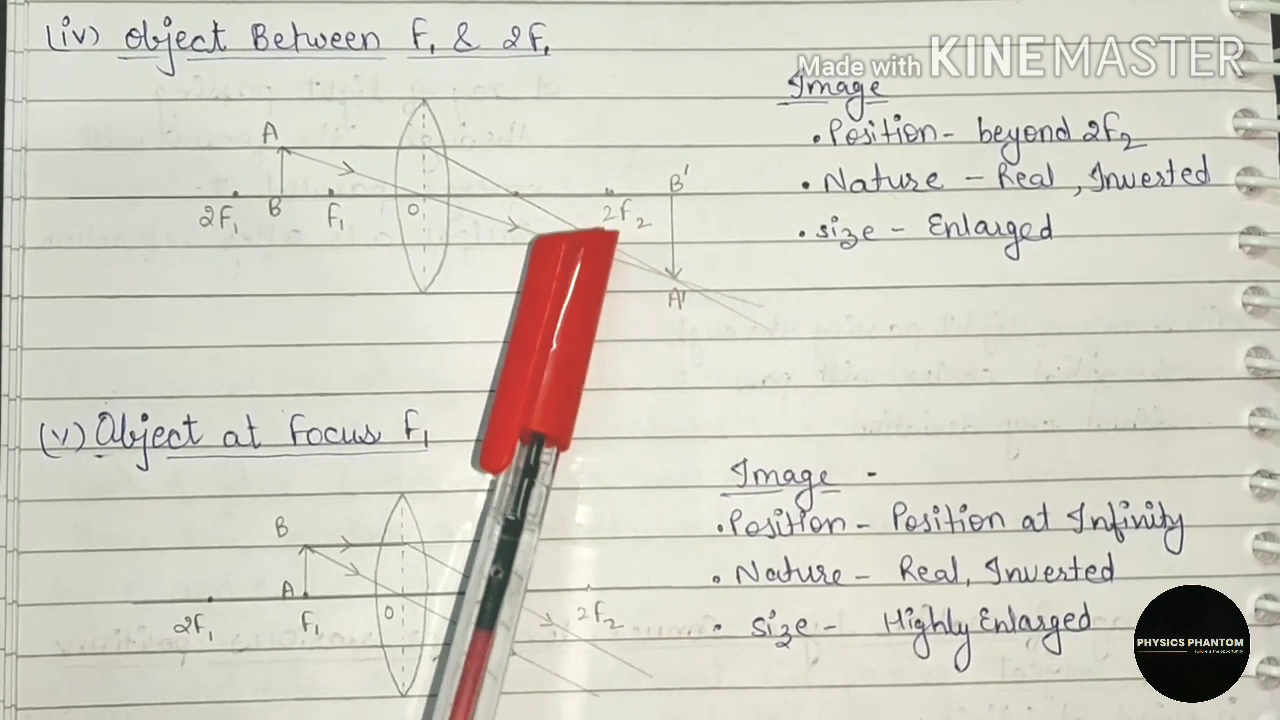 (iv) Object Between F₁ & 2F₁
Made with KINEMASTER
Image
• Position - beyond 2F₂
• Nature - Real, Inverted
• Size - Enlarged
A
B'
2F₁ B F₁ O 2F₂
A'
(v) Object at Focus F₁
Image -
• Position - Position at Infinity
• Nature - Real, Inverted
• Size - Highly Enlarged
B
A
2F₁ F₁ O 2F₂
PHYSICS PHANTOM